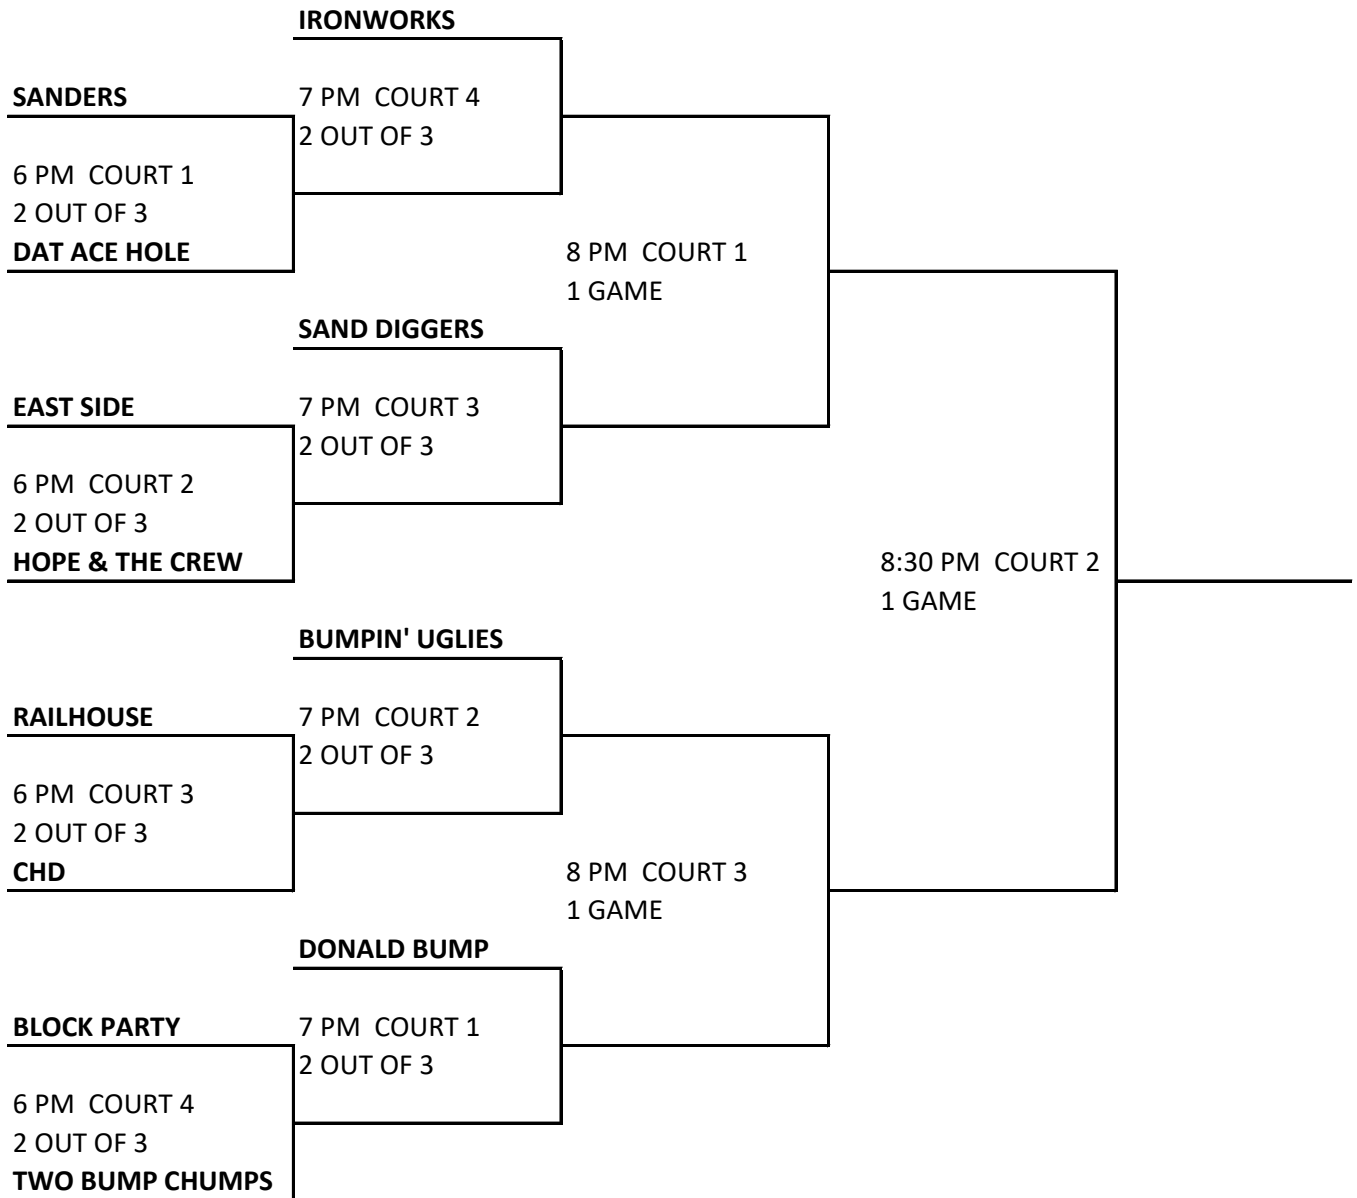 IRONWORKS
SANDERS
7 PM  COURT 4
2 OUT OF 3
6 PM  COURT 1
2 OUT OF 3
DAT ACE HOLE
8 PM  COURT 1
1 GAME
SAND DIGGERS
EAST SIDE
7 PM  COURT 3
2 OUT OF 3
6 PM  COURT 2
2 OUT OF 3
HOPE & THE CREW
8:30 PM  COURT 2
1 GAME
BUMPIN' UGLIES
RAILHOUSE
7 PM  COURT 2
2 OUT OF 3
6 PM  COURT 3
2 OUT OF 3
CHD
8 PM  COURT 3
1 GAME
DONALD BUMP
BLOCK PARTY
7 PM  COURT 1
2 OUT OF 3
6 PM  COURT 4
2 OUT OF 3
TWO BUMP CHUMPS